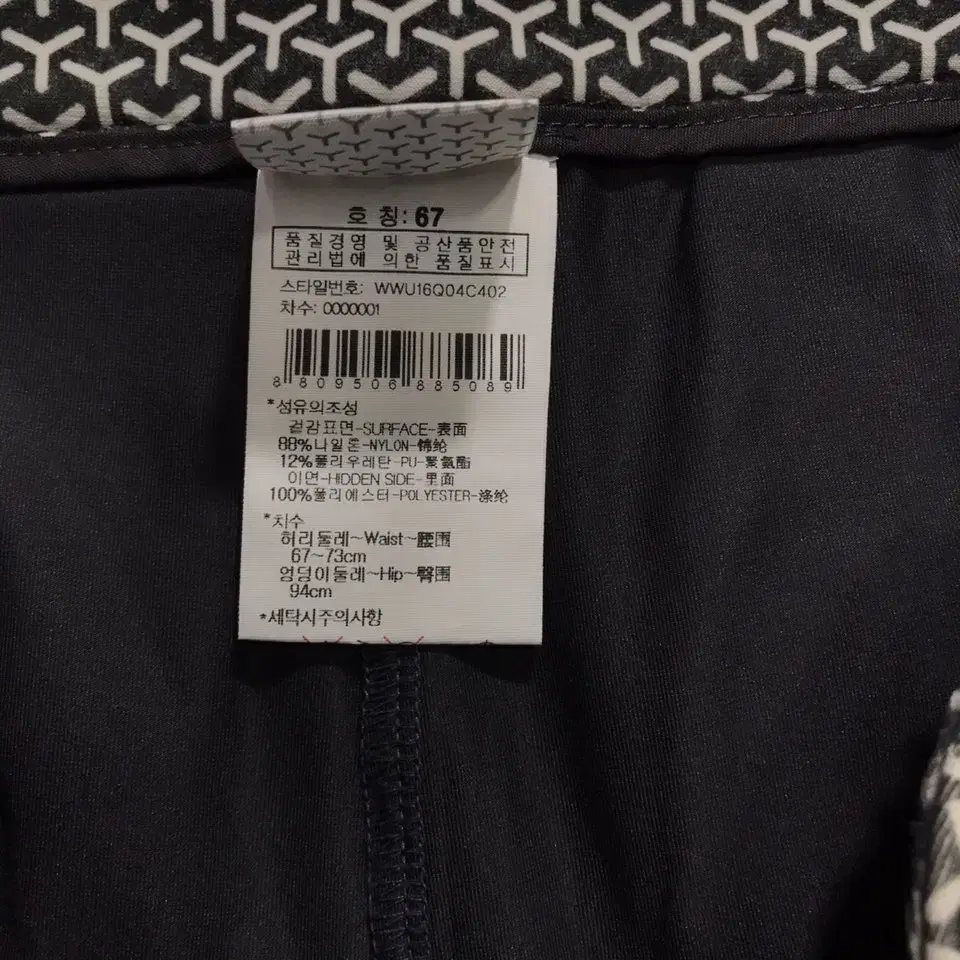 호 칭: 67
품질경영 및 공산품안전
관리법에 의한 품질표시
스타일번호: WWU16Q04C402
차수: 0000001
8 809506 885089
*섬유의조성
겉감표면-SURFACE-表面
88%나일론-NYLON-锦纶
12%폴리우레탄-PU-聚氨酯
이면-HIDDEN SIDE-里面
100%폴리에스터-POLYESTER-涤纶
*치수
허리둘레~Waist~腰围
67~73cm
엉덩이둘레~Hip~臀围
94cm
*세탁시주의사항